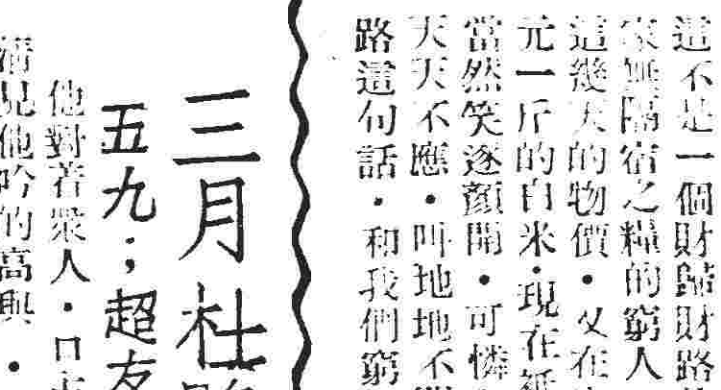 這不是一個財歸財路
家無隔宿之糧的窮人
這幾天的物價·又在
元一斤的白米·現在
當然笑逐顏開·可憐
天天不應·叫地地不
路這句話·和我們窮
三月杜
五九；超友
他對若眾人·口
清見他吟的高興·